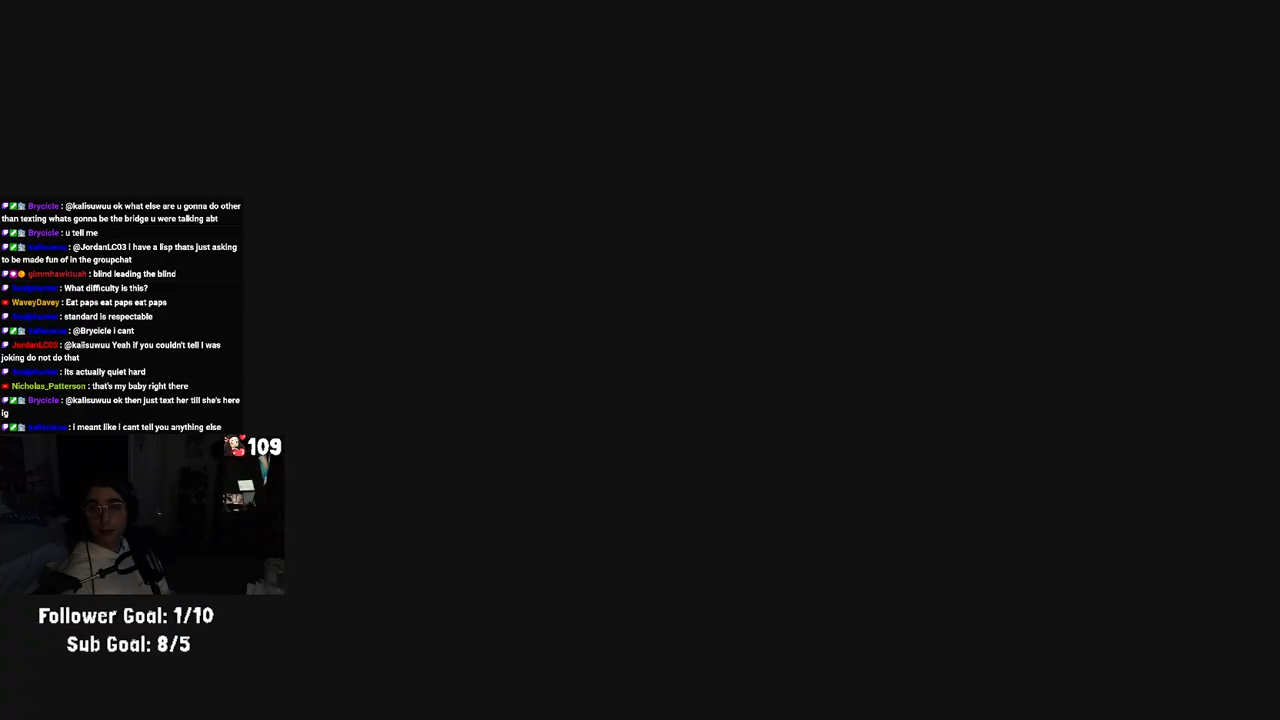 Brycicle : @kalisuwuu ok what else are u gonna do other
than texting whats gonna be the bridge u were talking abt
Brycicle : u tell me
kalisuwuu : @JordanLC03 i have a lisp thats just asking
to be made fun of in the groupchat
gimmhawktuah : blind leading the blind
: What difficulty is this?
WaveyDavey : Eat paps eat paps eat paps
: standard is respectable
kalisuwuu : @Brycicle i cant
JordanLC03 : @kalisuwuu Yeah if you couldn't tell I was
joking do not do that
: Its actually quiet hard
Nicholas_Patterson : that's my baby right there
Brycicle : @kalisuwuu ok then just text her till she's here
ig
kalisuwuu : i meant like i cant tell you anything else
109
Follower Goal: 1/10
Sub Goal: 8/5